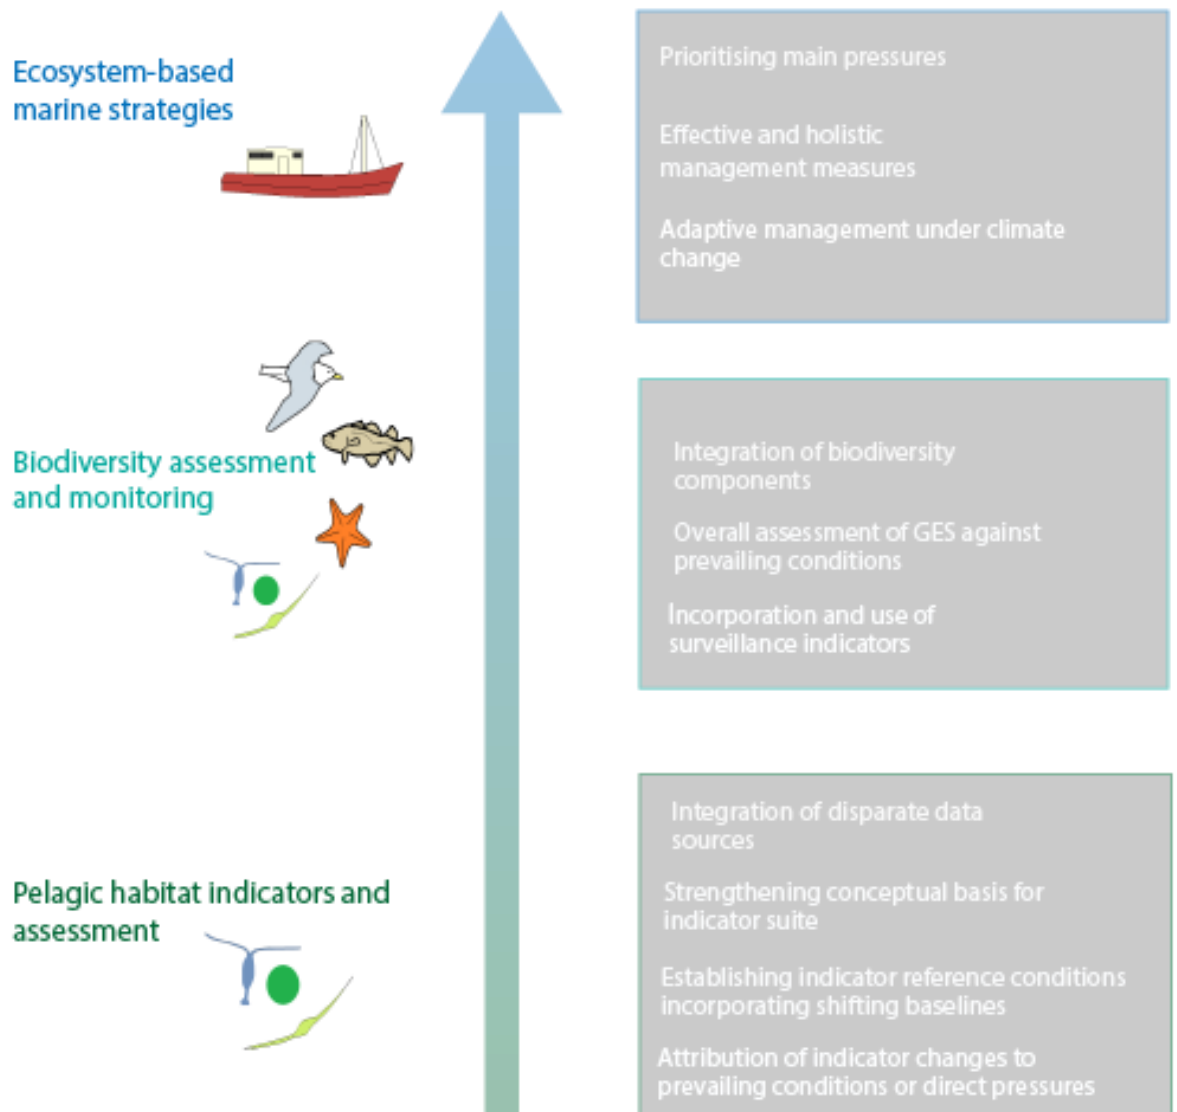 Ecosystem-based
marine strategies
Prioritising main pressures
Effective and holistic
management measures
Adaptive management under climate
change
Biodiversity assessment
and monitoring
Integration of biodiversity
components
Overall assessment of GES against
prevailing conditions
Incorporation and use of
surveillance indicators
Pelagic habitat indicators and
assessment
Integration of disparate data
sources
Strengthening conceptual basis for
indicator suite
Establishing indicator reference conditions
incorporating shifting baselines
Attribution of indicator changes to
prevailing conditions or direct pressures